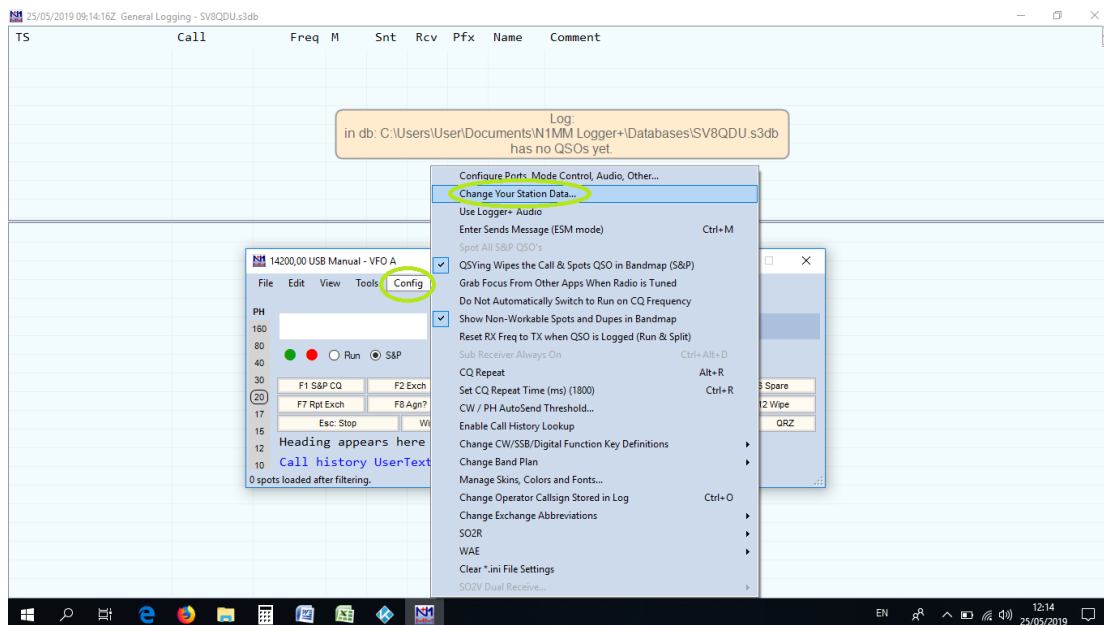 25/05/2019 09:14:16Z General Logging - SV8QDU.s3db
TS Call Freq M Snt Rcv Pfx Name Comment
Log:
in db: C:\Users\User\Documents\N1MM Logger+\Databases\SV8QDU.s3db
has no QSOs yet.
14200,00 USB Manual - VFO A
File Edit View Tools Config
PH
160
80
40
30
20
17
15
12
10
Run S&P
F1 S&P CQ F2 Exch Spare
F7 Rpt Exch F8 Agn? 12 Wipe
Esc: Stop Wi QRZ
Heading appears here
Call history UserText
0 spots loaded after filtering.
Configure Ports, Mode Control, Audio, Other...
Change Your Station Data...
Use Logger+ Audio
Enter Sends Message (ESM mode) Ctrl+M
Spot All S&P QSO's
QSYing Wipes the Call & Spots QSO in Bandmap (S&P)
Grab Focus From Other Apps When Radio is Tuned
Do Not Automatically Switch to Run on CQ Frequency
Show Non-Workable Spots and Dupes in Bandmap
Reset RX Freq to TX when QSO is Logged (Run & Split)
Sub Receiver Always On Ctrl+Alt+D
CQ Repeat Alt+R
Set CQ Repeat Time (ms) (1800) Ctrl+R
CW / PH AutoSend Threshold...
Enable Call History Lookup
Change CW/SSB/Digital Function Key Definitions
Change Band Plan
Manage Skins, Colors and Fonts...
Change Operator Callsign Stored in Log Ctrl+O
Change Exchange Abbreviations
SO2R
WAE
Clear *.ini File Settings
SO2V Dual Receive...
EN
12:14
25/05/2019